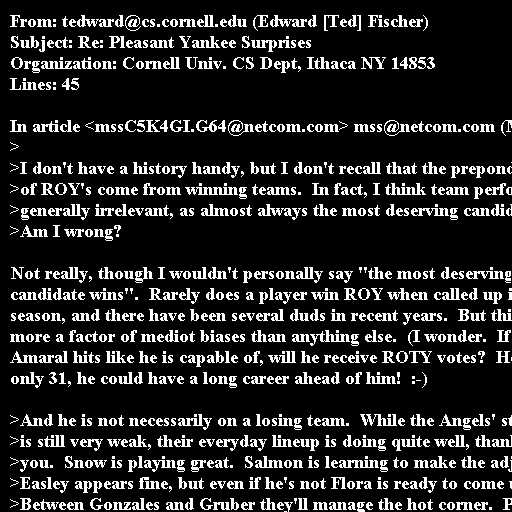 From: tedward@cs.cornell.edu (Edward [Ted] Fischer)
Subject: Re: Pleasant Yankee Surprises
Organization: Cornell Univ. CS Dept, Ithaca NY 14853
Lines: 45
In article <mssC5K4GI.G64@netcom.com> mss@netcom.com (
>
>I don't have a history handy, but I don't recall that the
>of ROY's come from winning teams.  In fact, I think team
>generally irrelevant, as almost always the most deserving
>Am I wrong?
Not really, though I wouldn't personally say "the most deserving
candidate wins".  Rarely does a player win ROY when called up
season, and there have been several duds in recent years.  But
more a factor of mediot biases than anything else.  (I wonder.  If
Amaral hits like he is capable of, will he receive ROTY votes?
only 31, he could have a long career ahead of him!  :-)
>And he is not necessarily on a losing team.  While the Angels'
>is still very weak, their everyday lineup is doing quite well,
>you.  Snow is playing great.  Salmon is learning to make the
>Easley appears fine, but even if he's not Flora is ready to come
>Between Gonzales and Gruber they'll manage the hot corner.